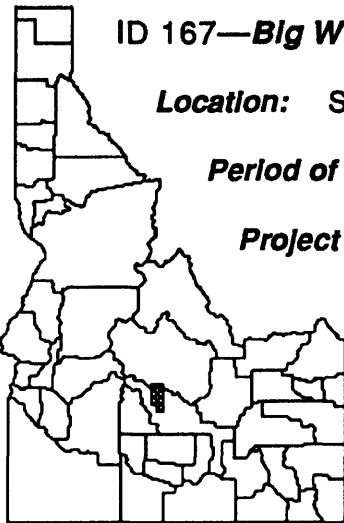 ID 167—Big W
Location: S
Period of
Project